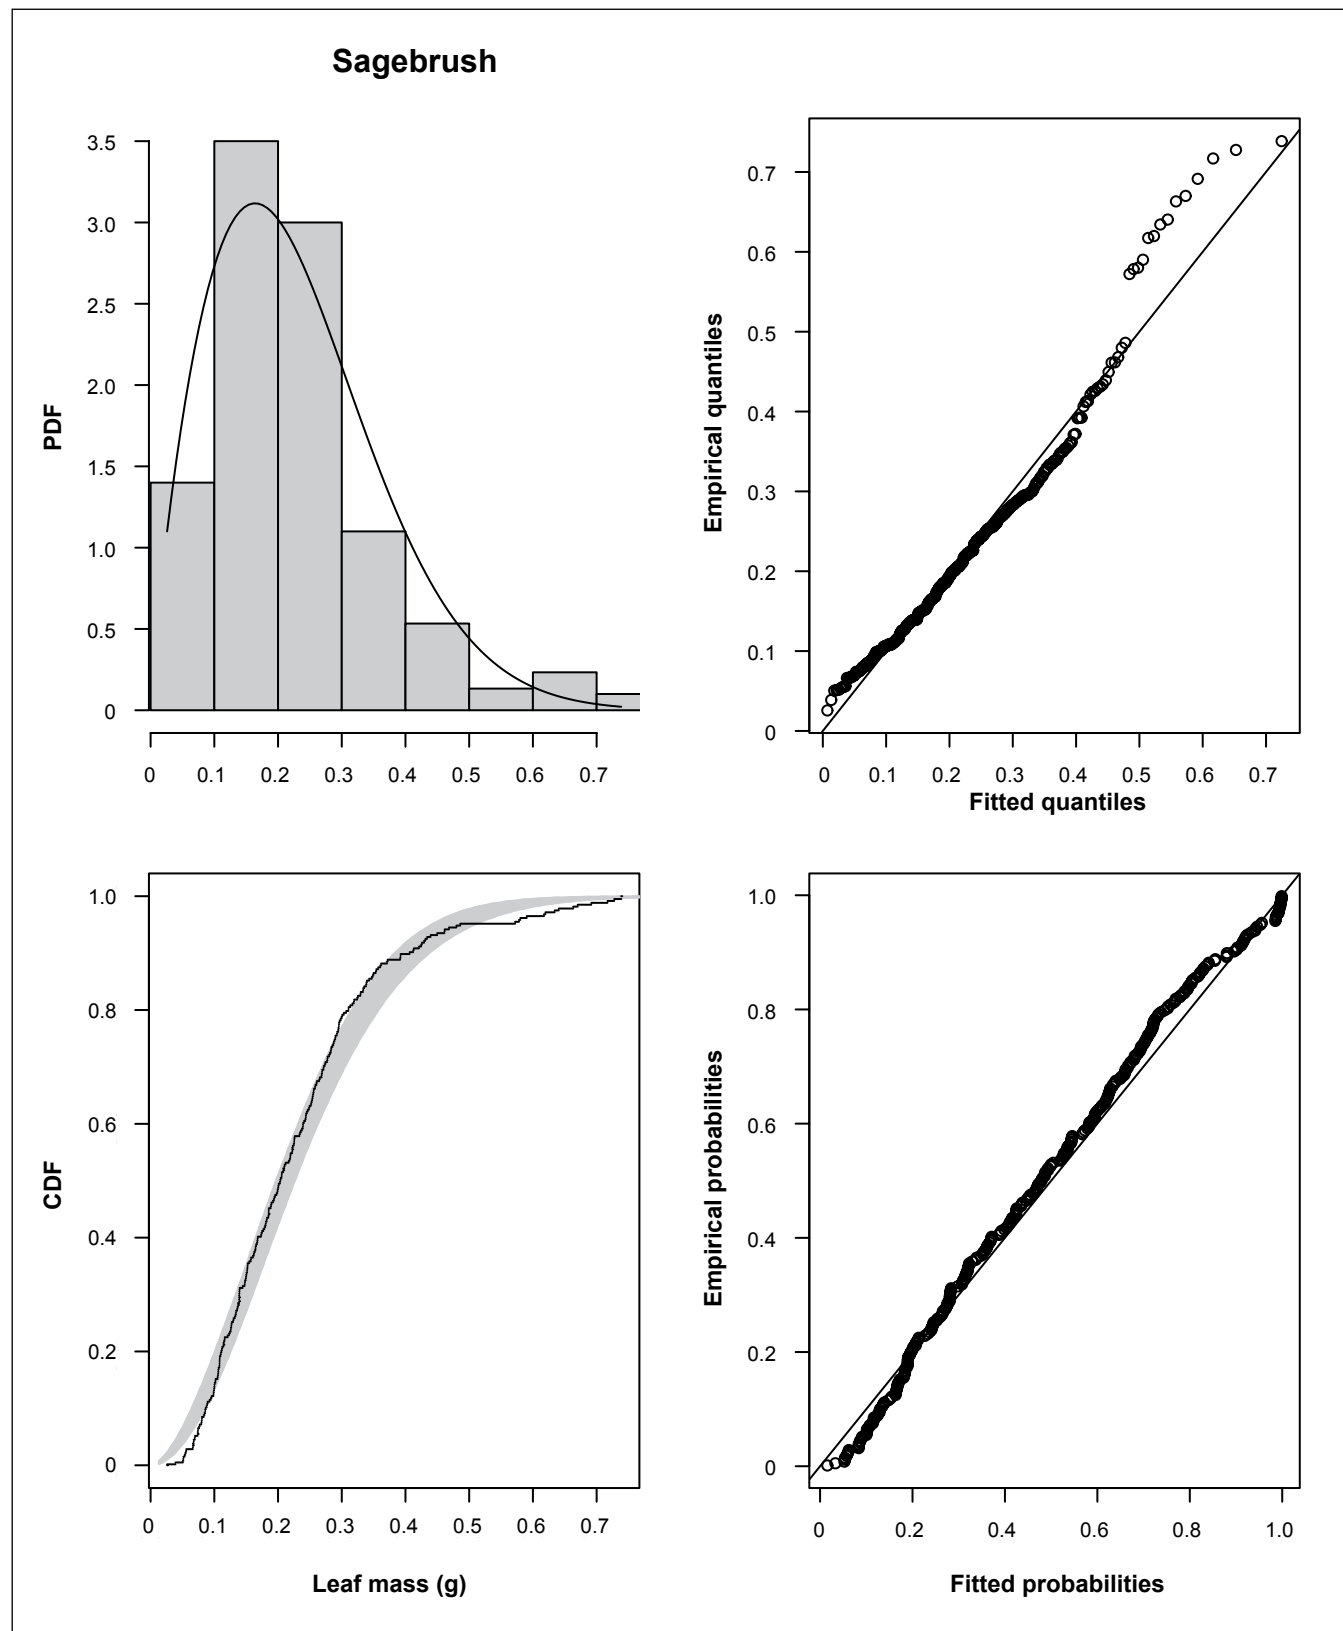 Sagebrush
PDF
3.5
3.0
2.5
2.0
1.5
1.0
0.5
0
0 0.1 0.2 0.3 0.4 0.5 0.6 0.7
Empirical quantiles
0.7
0.6
0.5
0.4
0.3
0.2
0.1
0
0 0.1 0.2 0.3 0.4 0.5 0.6 0.7
Fitted quantiles
CDF
1.0
0.8
0.6
0.4
0.2
0
0 0.1 0.2 0.3 0.4 0.5 0.6 0.7
Leaf mass (g)
Empirical probabilities
1.0
0.8
0.6
0.4
0.2
0
0 0.2 0.4 0.6 0.8 1.0
Fitted probabilities